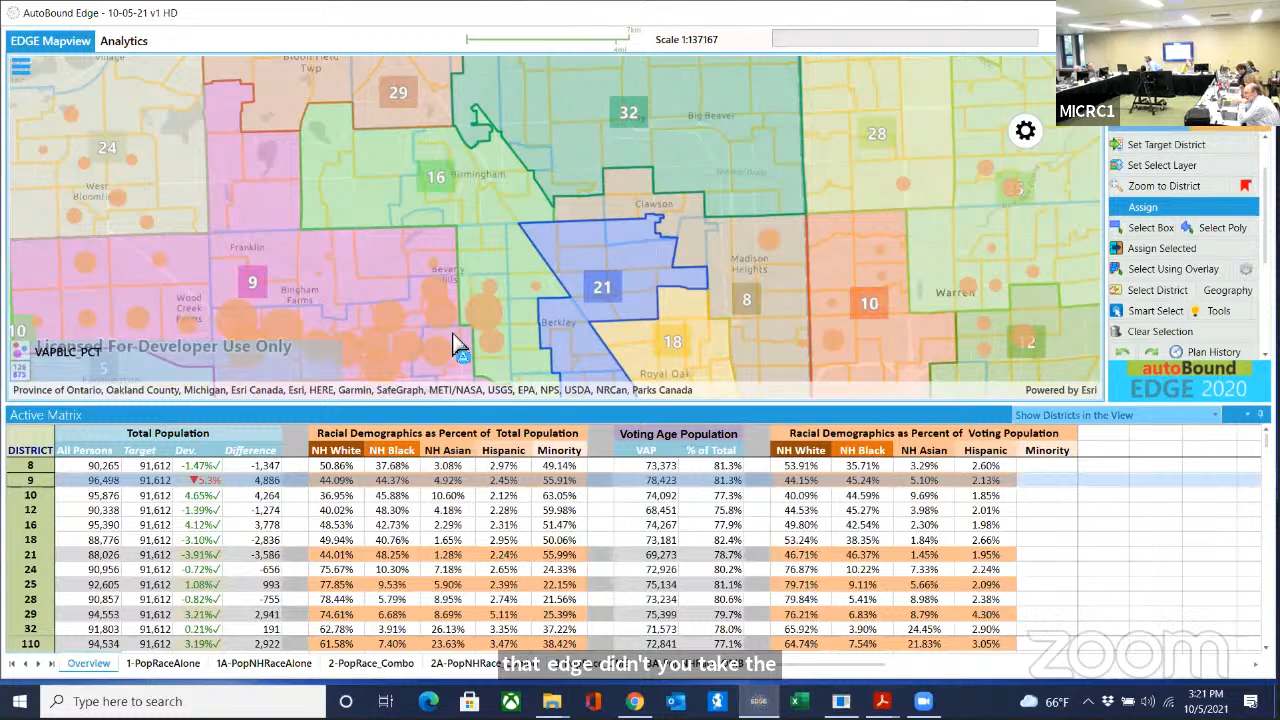 AutoBound Edge - 10-05-21 v1 HD
EDGE Mapview Analytics
7km
4mi
Scale 1:137167
MICRC1
Village
Bloomfield
Twp
29
32
Big Beaver
28
24
West
Bloomfield
16
Birmingham
Clawson
Franklin
9
Bingham
Farms
Wood
Creek
Farms
Beverly
Hills
21
Berkley
Madison
Heights
8
10
Warren
12
18
Royal Oak
10
5
VAPBLC_PCT
Licensed For Developer Use Only
Province of Ontario, Oakland County, Michigan, Esri Canada, Esri, HERE, Garmin, SafeGraph, METI/NASA, USGS, EPA, NPS, USDA, NRCan, Parks Canada
Powered by Esri
Set Target District
Set Select Layer
Zoom to District
Assign
Select Box Select Poly
Assign Selected
Select Using Overlay
Select District Geography
Smart Select Tools
Clear Selection
Plan History
autoBound
EDGE 2020
Active Matrix
Show Districts in the View
Total Population Racial Demographics as Percent of Total Population Voting Age Population Racial Demographics as Percent of Voting Population
DISTRICT All Persons Target Dev. Difference NH White NH Black NH Asian Hispanic Minority VAP % of Total NH White NH Black NH Asian Hispanic Minority
8 90,265 91,612 -1.47%✓ -1,347 50.86% 37.68% 3.08% 2.97% 49.14% 73,373 81.3% 53.91% 35.71% 3.29% 2.60%
9 96,498 91,612 ▼5.3% 4,886 44.09% 44.37% 4.92% 2.45% 55.91% 78,423 81.3% 44.15% 45.24% 5.10% 2.13%
10 95,876 91,612 4.65%✓ 4,264 36.95% 45.88% 10.60% 2.12% 63.05% 74,092 77.3% 40.09% 44.59% 9.69% 1.85%
12 90,338 91,612 -1.39%✓ -1,274 40.02% 48.30% 4.18% 2.28% 59.98% 68,451 75.8% 44.53% 45.27% 3.98% 2.01%
16 95,390 91,612 4.12%✓ 3,778 48.53% 42.73% 2.29% 2.31% 51.47% 74,267 77.9% 49.80% 42.54% 2.30% 1.98%
18 88,776 91,612 -3.10%✓ -2,836 49.94% 40.76% 1.65% 2.95% 50.06% 73,181 82.4% 53.24% 38.35% 1.84% 2.66%
21 88,026 91,612 -3.91%✓ -3,586 44.01% 48.25% 1.28% 2.24% 55.99% 69,273 78.7% 46.71% 46.37% 1.45% 1.95%
24 90,956 91,612 -0.72%✓ -656 75.67% 10.30% 7.18% 2.65% 24.33% 72,926 80.2% 76.87% 10.22% 7.33% 2.24%
25 92,605 91,612 1.08%✓ 993 77.85% 9.53% 5.90% 2.39% 22.15% 75,134 81.1% 79.71% 9.11% 5.66% 2.09%
28 90,857 91,612 -0.82%✓ -755 78.44% 5.79% 8.95% 2.74% 21.56% 73,234 80.6% 79.84% 5.41% 8.98% 2.38%
29 94,553 91,612 3.21%✓ 2,941 74.61% 6.68% 8.69% 5.11% 25.39% 75,399 79.7% 76.21% 6.83% 8.79% 4.30%
32 91,803 91,612 0.21%✓ 191 62.78% 3.91% 26.13% 3.35% 37.22% 71,573 78.0% 65.92% 3.90% 24.45% 2.90%
110 94,534 91,612 3.19%✓ 2,922 61.58% 7.40% 23.63% 3.47% 38.42% 72,841 77.1% 64.74% 7.54% 21.83% 3.05%
Overview 1-PopRaceAlone 1A-PopNHRaceAlone 2-PopRace_Combo 2A-PopNHRac
that edge didn't you take the
zoom
Type here to search
66°F
3:21 PM
10/5/2021